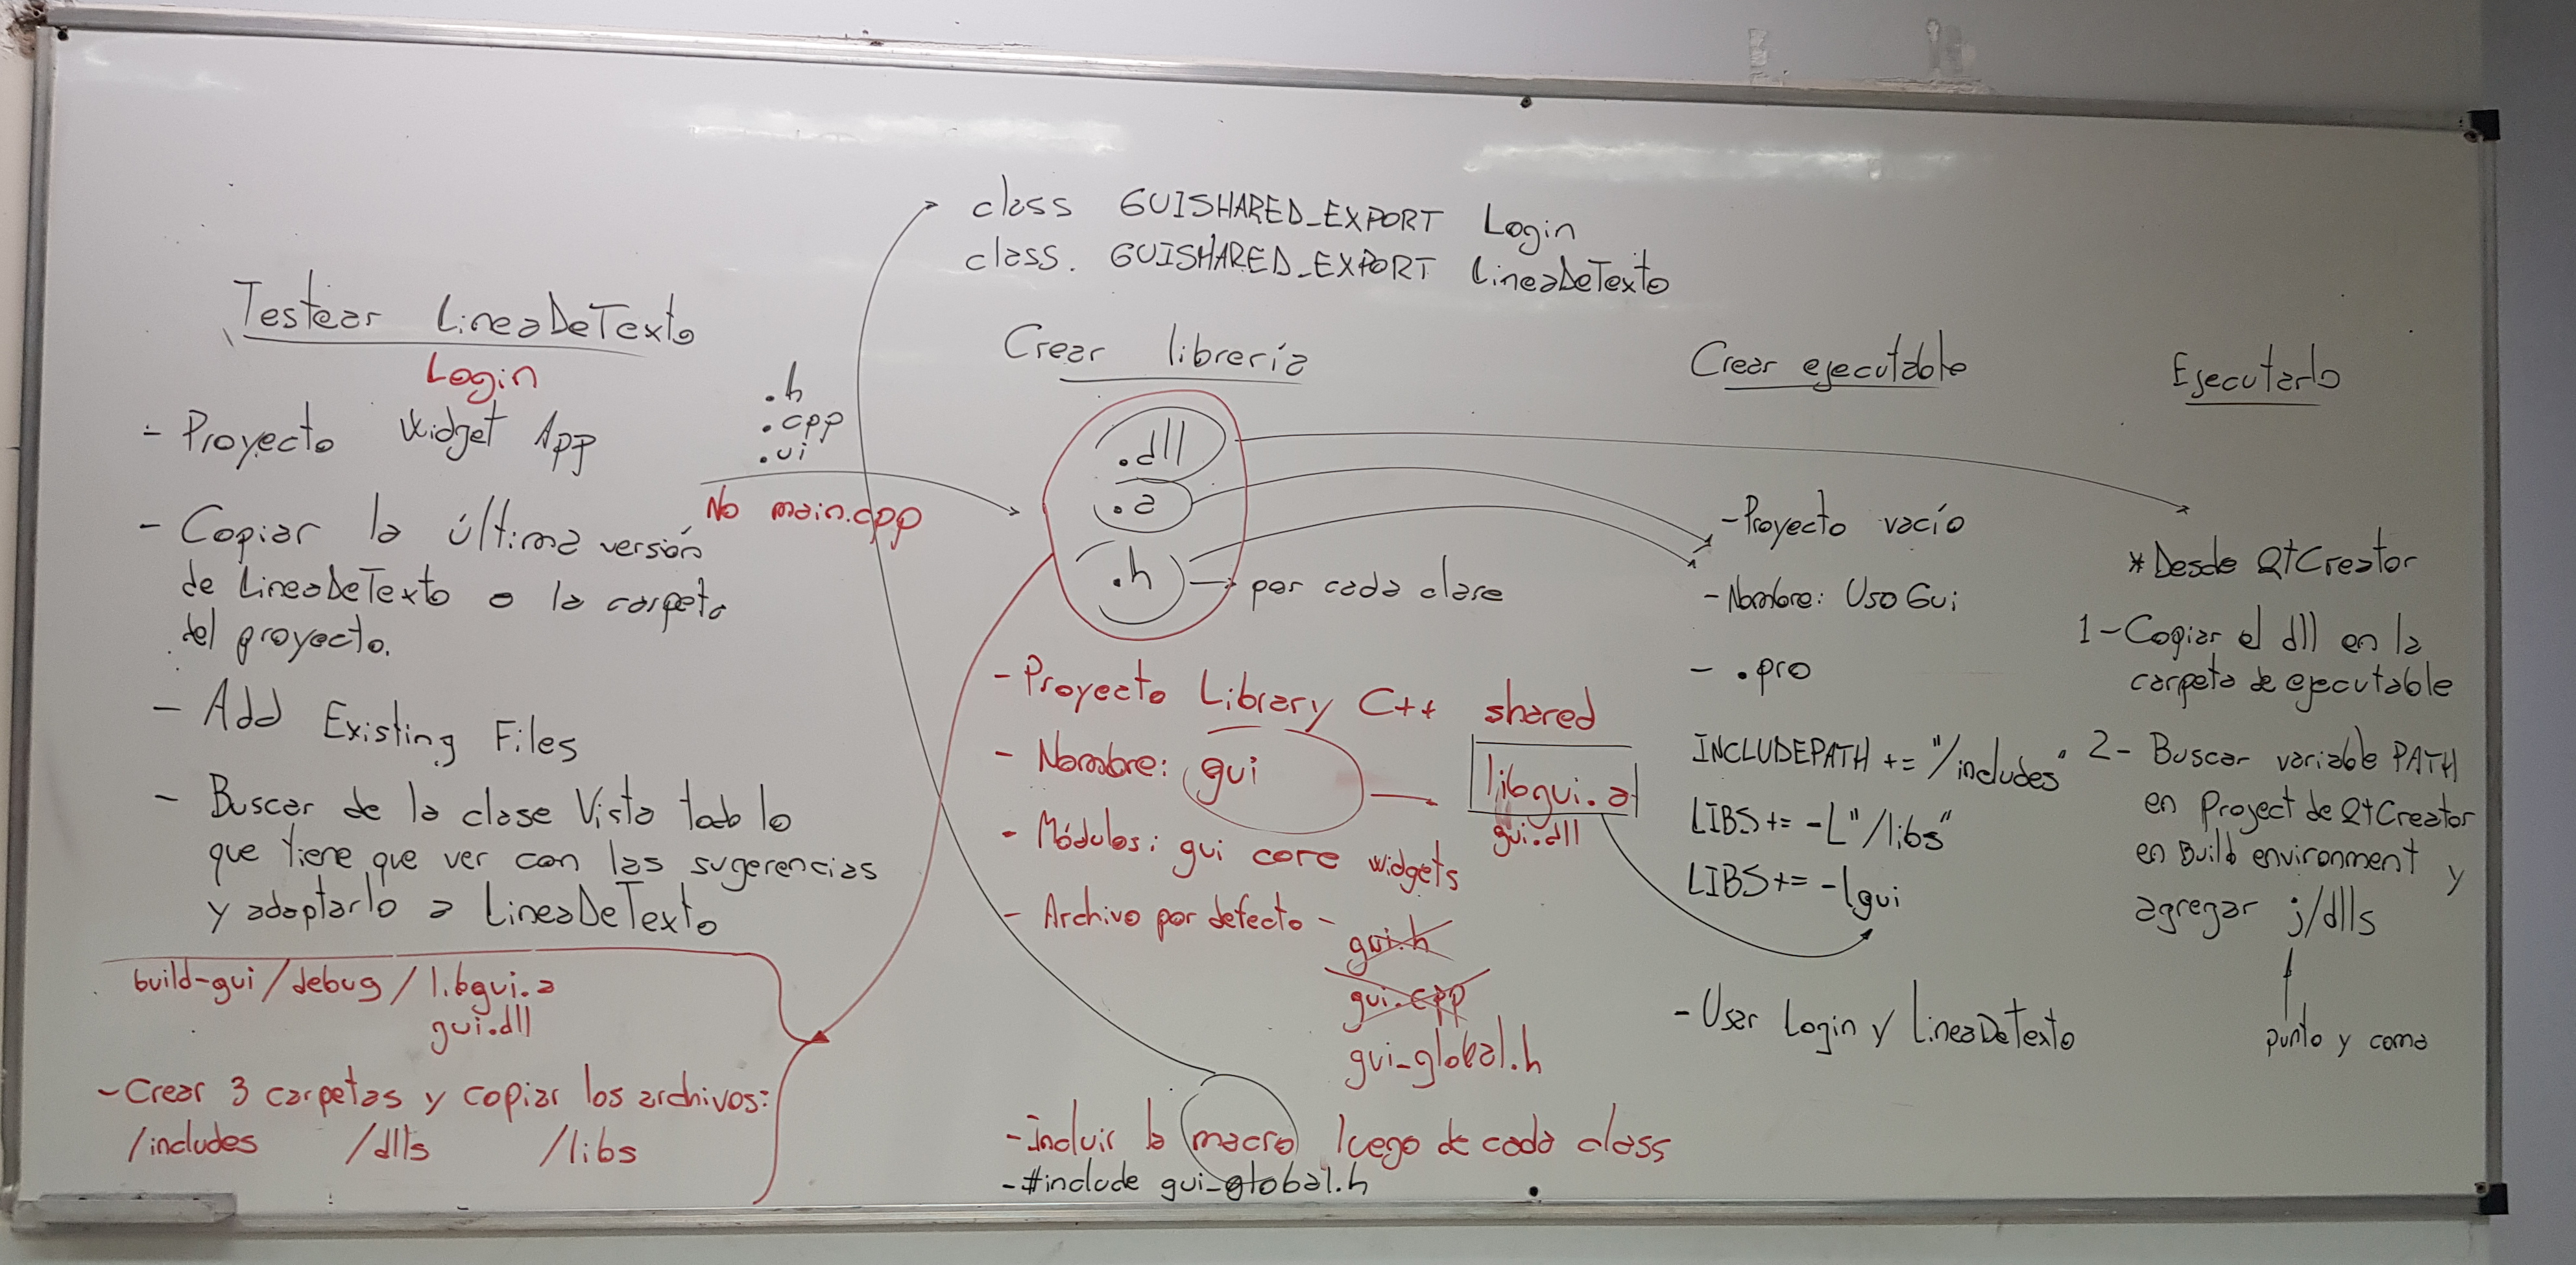 class GUISHARED_EXPORT Login
class. GUISHARED_EXPORT LineaDeTexto
Testear LineaDeTexto
Login
- Proyecto Widget App
- Copiar la última versión
de LineaDeTexto a la carpeta
del proyecto.
- Add Existing Files
- Buscar de la clase Vista todo lo
que tiene que ver con las sugerencias
y adaptarlo a LineaDeTexto
build-gui/debug/libgui.a
gui.dll
- Crear 3 carpetas y copiar los archivos:
/includes /dlls /libs
.h
.cpp
.ui
No main.cpp
Crear librería
.dll
.a
.h → por cada clase
- Proyecto Library C++ shared
- Nombre: gui → libgui.a
gui.dll
- Módulos: gui core widgets
- Archivo por defecto - gui.h
gui.cpp
gui_global.h
- Incluir la macro luego de cada class
- #include gui_global.h
Crear ejecutable
- Proyecto vacío
- Nombre: UsoGui
- .pro
INCLUDEPATH += "/includes"
LIBS += -L"/libs"
LIBS += -lgui
- Usar Login y LineaDeTexto
Ejecutarlo
* Desde QtCreator
1- Copiar el dll en la
carpeta de ejecutable
2- Buscar variable PATH
en Project de QtCreator
en Build environment y
agregar ;/dlls
punto y coma